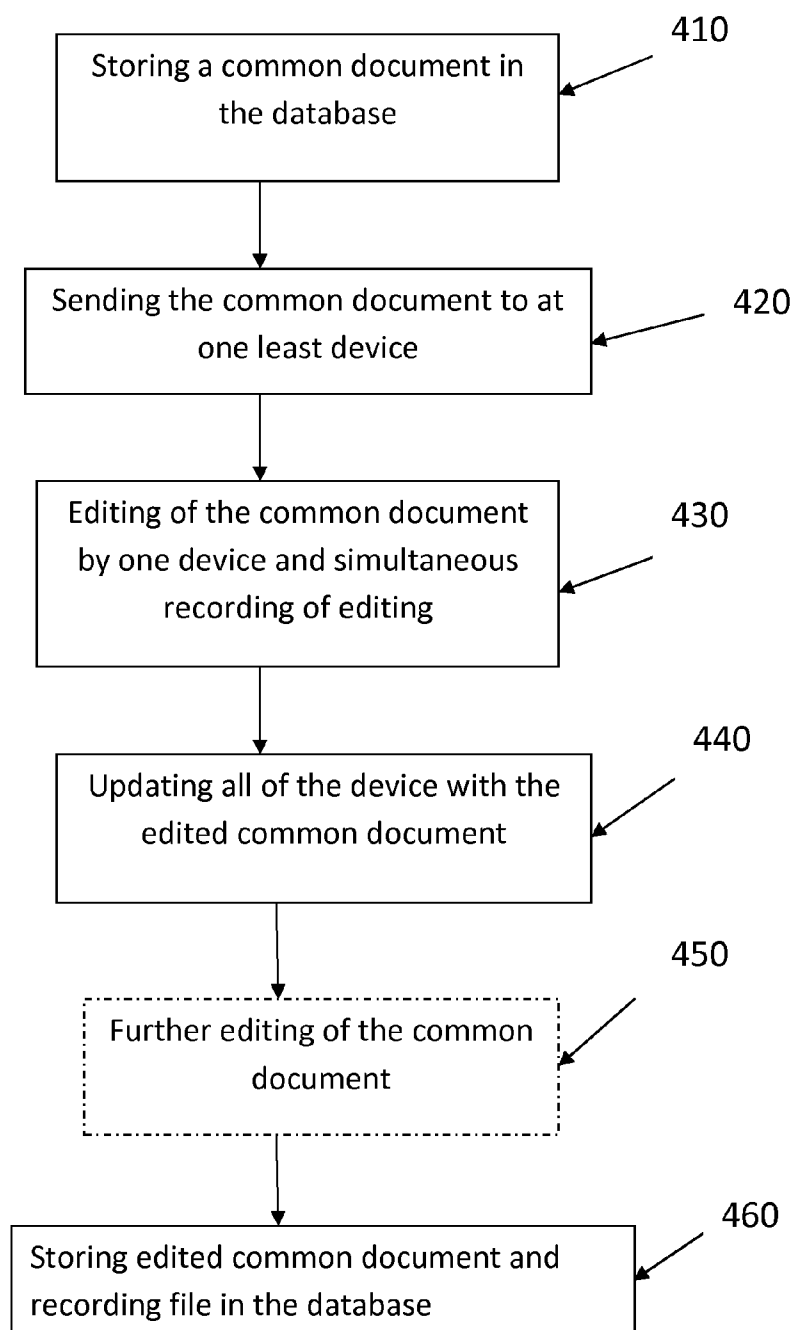 410
Storing a common document in
the database
Sending the common document to at
one least device
420
Editing of the common document
by one device and simultaneous
recording of editing
430
440
Updating all of the device with the
edited common document
450
Further editing of the common
document
460
Storing edited common document and
recording file in the database